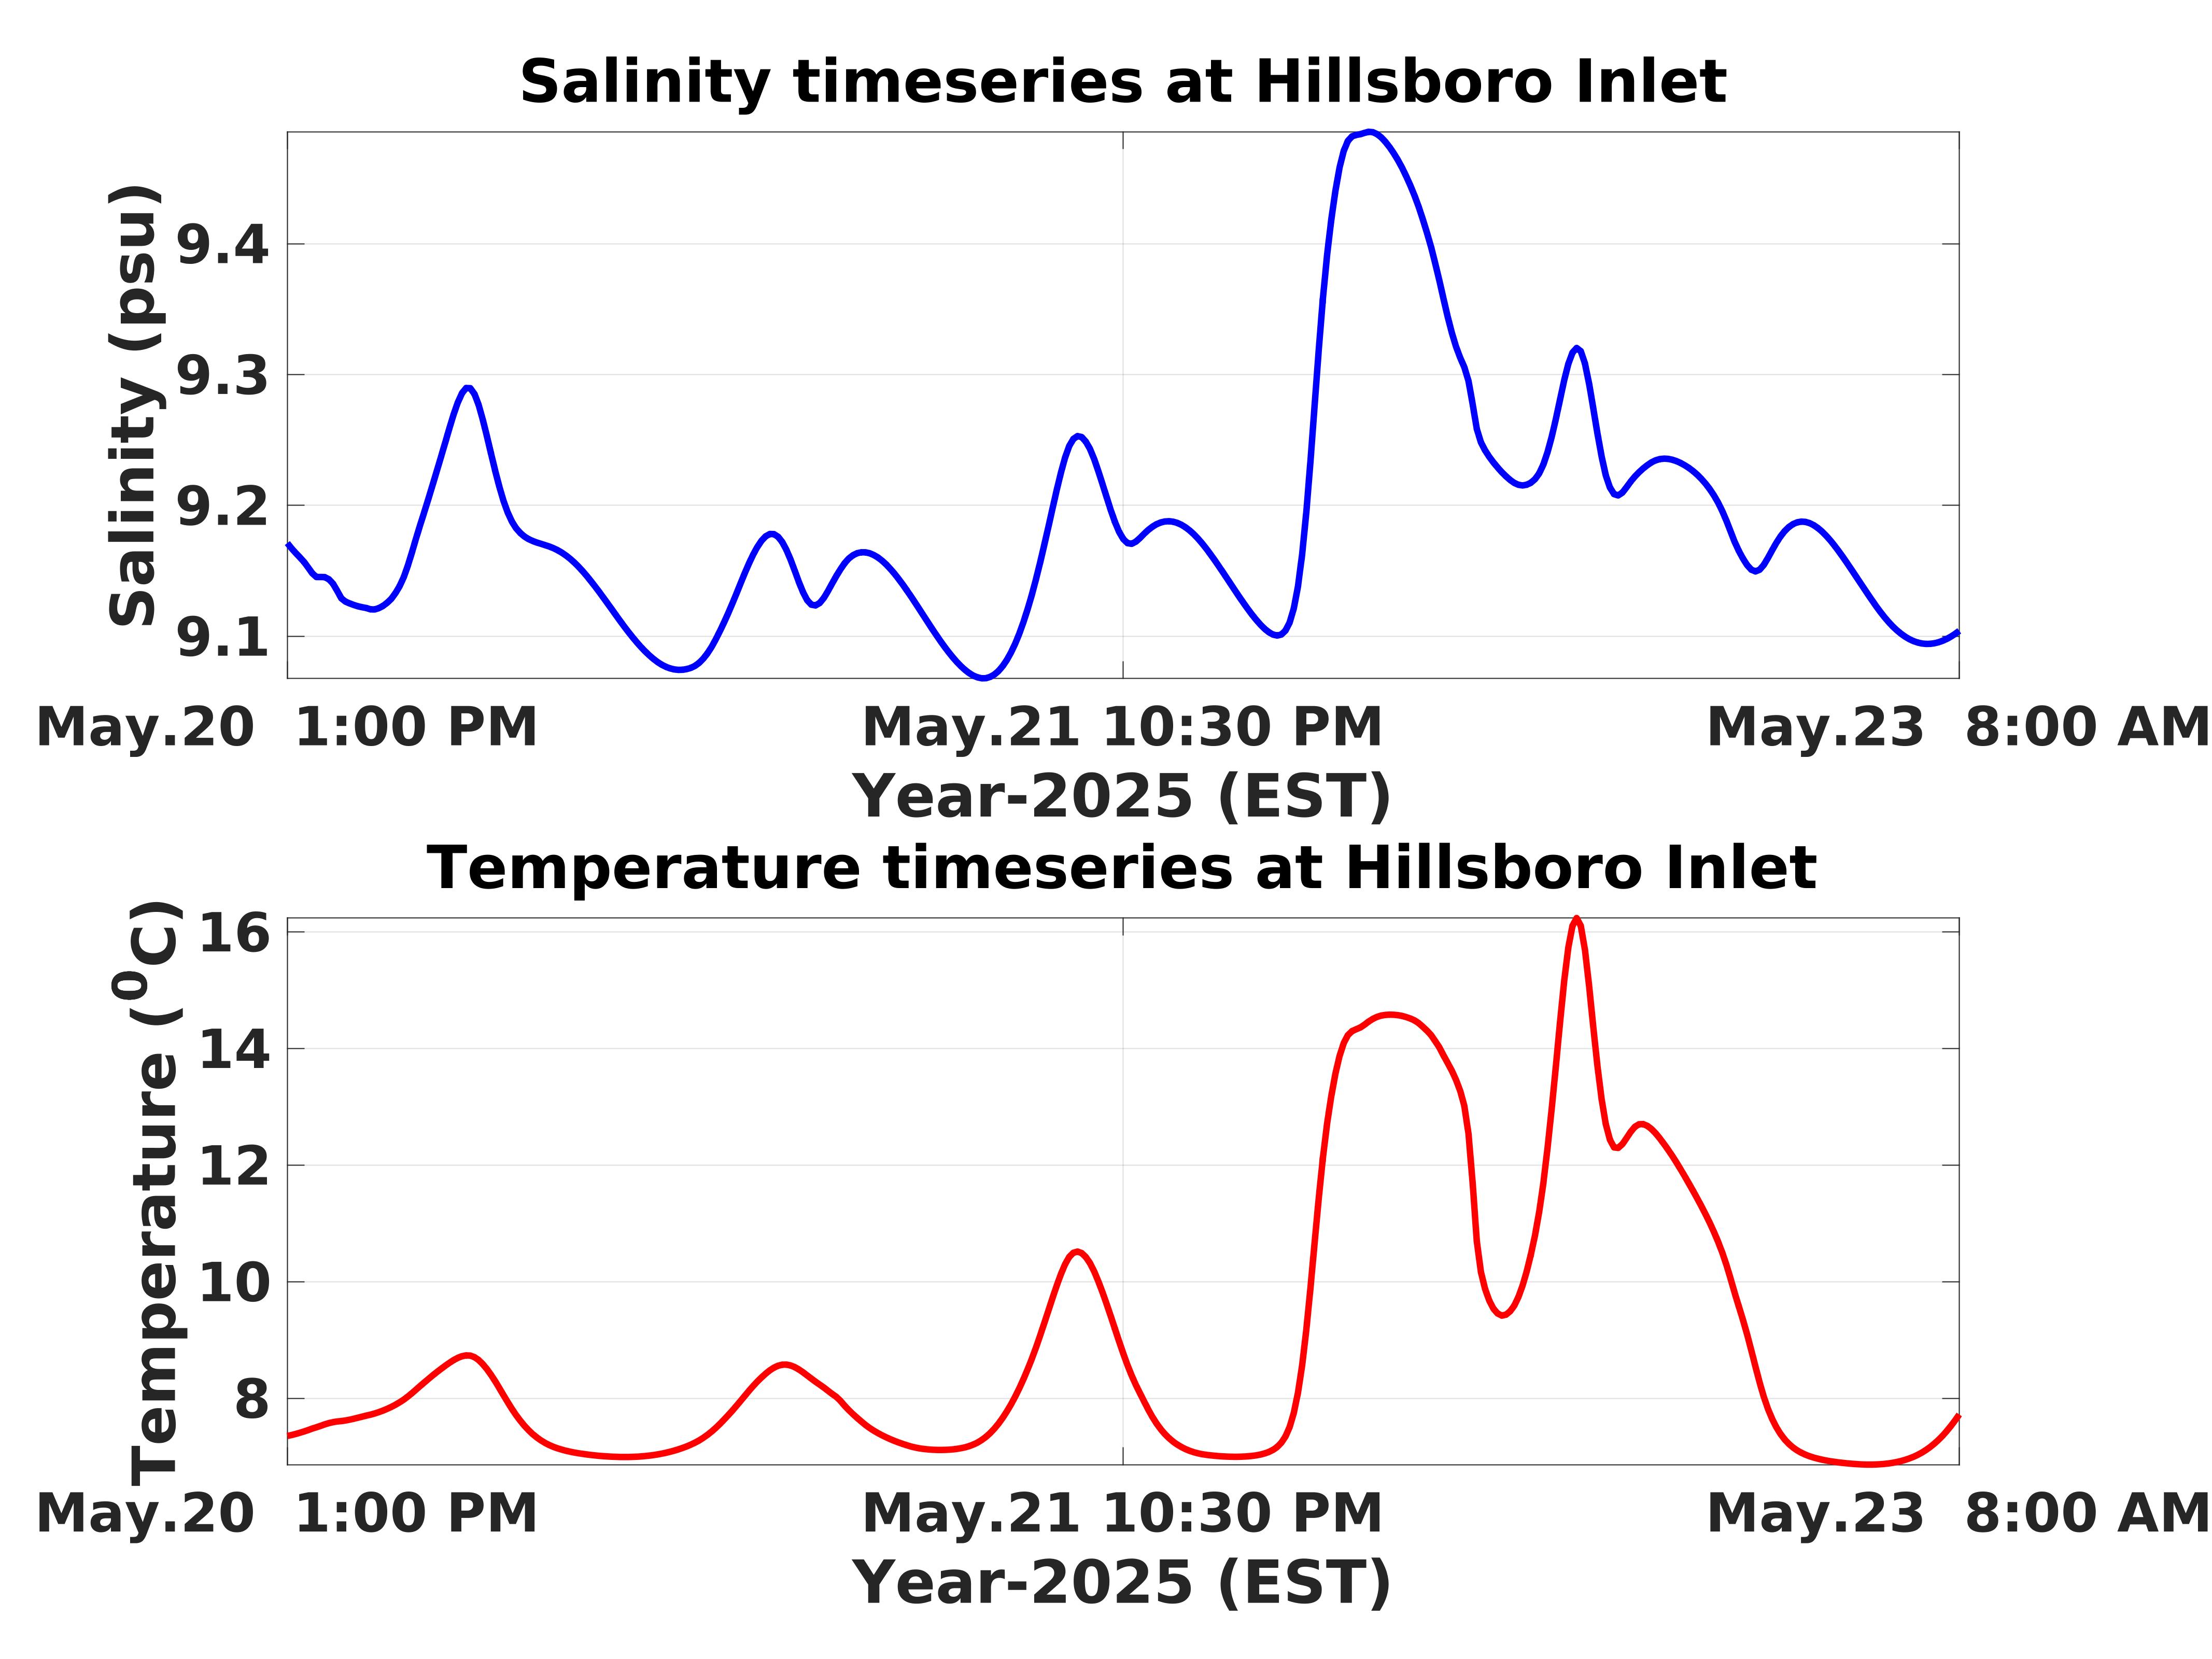 Salinity timeseries at Hillsboro Inlet
Salinity (psu)
9.4
9.3
9.2
9.1
May.20  1:00 PM
May.21 10:30 PM
May.23  8:00 AM
Year-2025 (EST)
Temperature timeseries at Hillsboro Inlet
Temperature (⁰C)
16
14
12
10
8
May.20  1:00 PM
May.21 10:30 PM
May.23  8:00 AM
Year-2025 (EST)